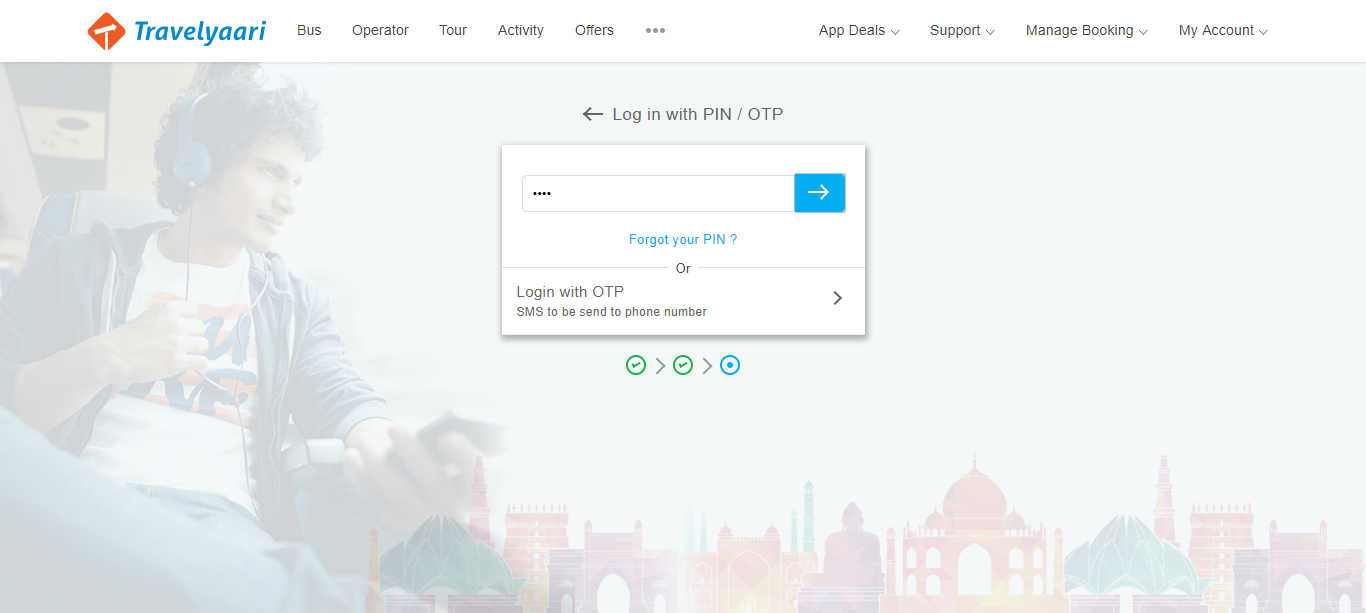 Travelyaari
Bus Operator Tour Activity Offers ••• App Deals Support Manage Booking My Account
Log in with PIN / OTP
••••
Forgot your PIN ?
Or
Login with OTP
SMS to be send to phone number